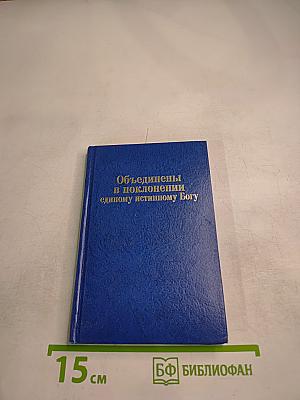 Объединены
в поклонении
единому истинному Богу
15 см
БФ БИБЛИОФАН